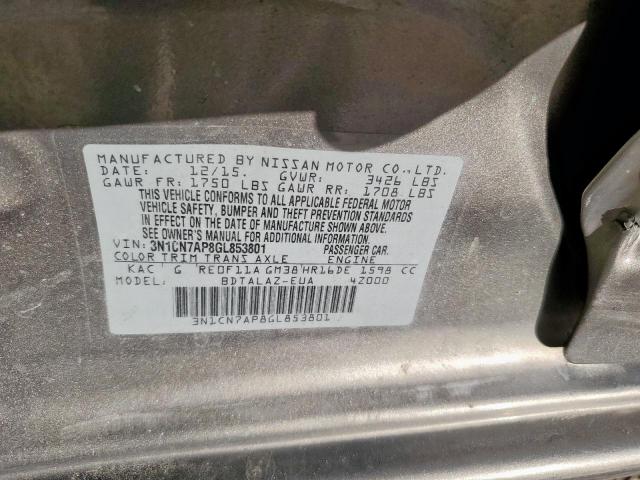 MANUFACTURED BY NISSAN MOTOR CO., LTD.
DATE: 12/15. GVWR: 3426 LBS
GAWR FR: 1750 LBS GAWR RR: 1708 LBS
THIS VEHICLE CONFORMS TO ALL APPLICABLE FEDERAL MOTOR
VEHICLE SAFETY, BUMPER AND THEFT PREVENTION STANDARDS
IN EFFECT ON THE DATE OF MANUFACTURE SHOWN ABOVE.
SEE OWNER'S MANUAL FOR ADDITIONAL INFORMATION.
VIN: 3N1CN7AP8GL853801 PASSENGER CAR.
COLOR TRIM TRANS AXLE ENGINE
KAC G RE0F11A GM38 HR16DE 1598 CC
MODEL: BDTALAZ-EUA 4Z000
3N1CN7AP8GL853801